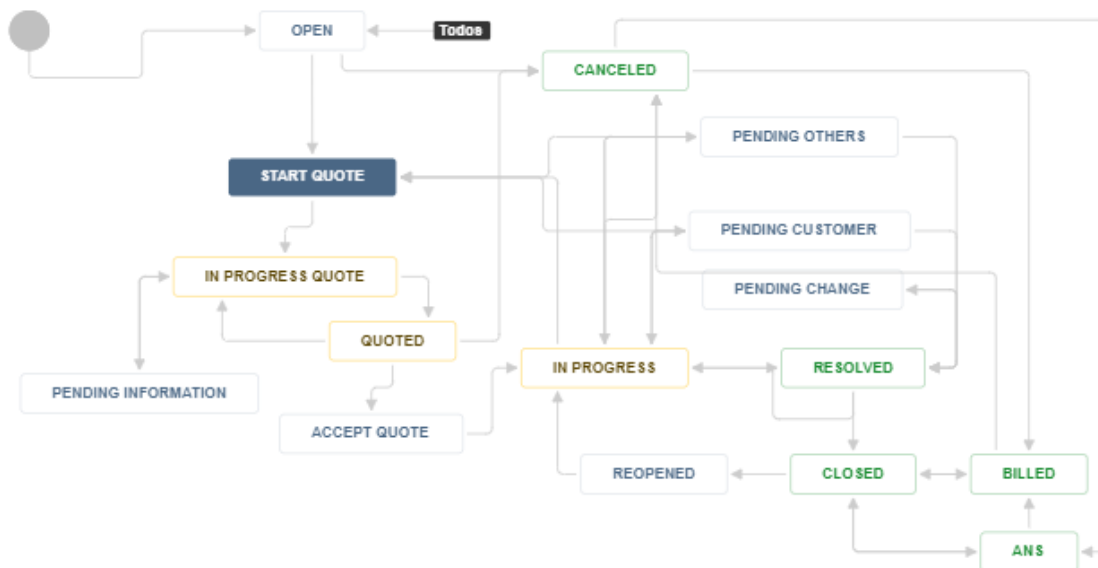 OPEN
Todos
CANCELED
PENDING OTHERS
START QUOTE
PENDING CUSTOMER
IN PROGRESS QUOTE
PENDING CHANGE
QUOTED
IN PROGRESS
RESOLVED
PENDING INFORMATION
ACCEPT QUOTE
REOPENED
CLOSED
BILLED
ANS